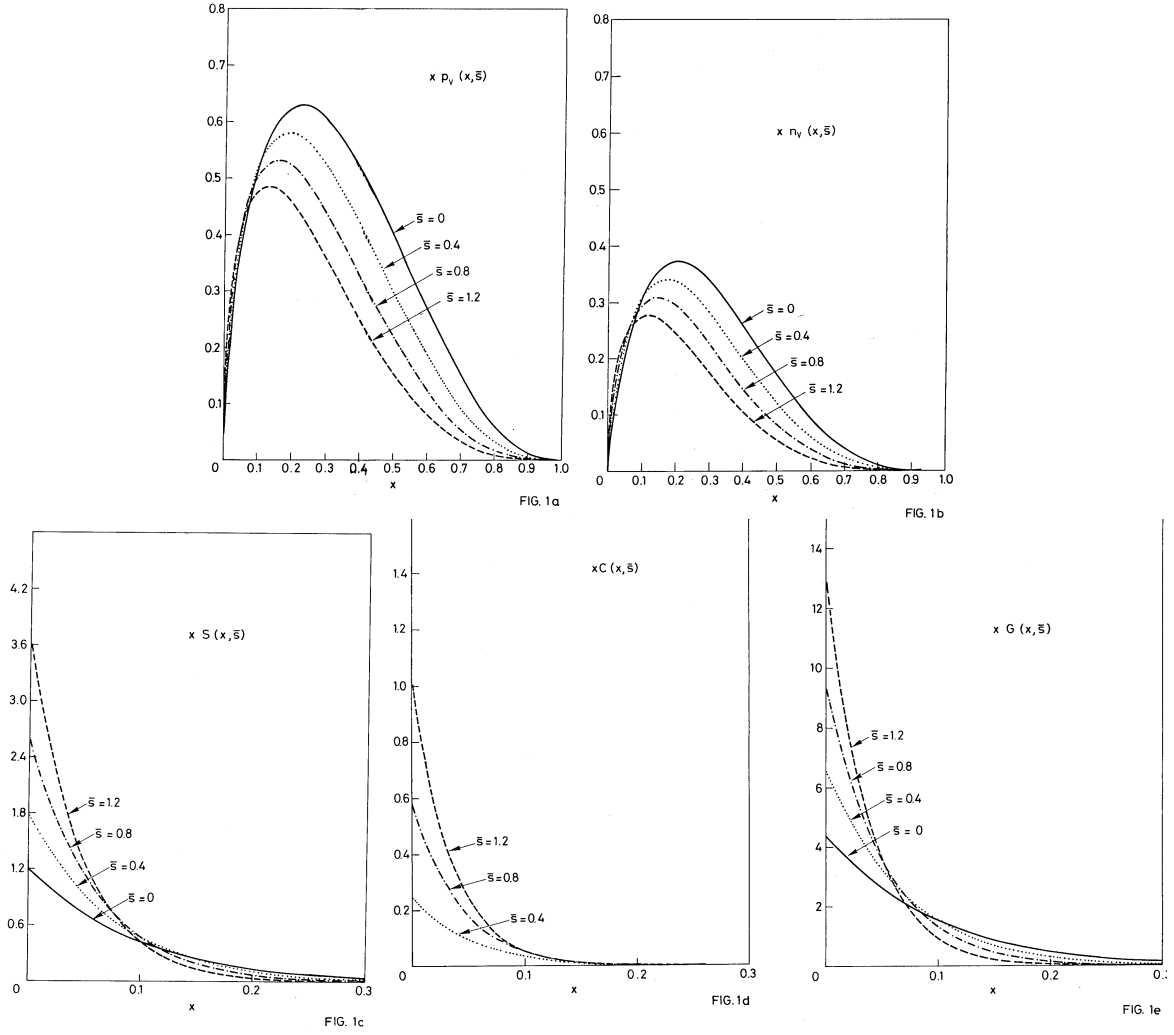 0.8
0.7
0.6
0.5
0.4
0.3
0.2
0.1
x pᵥ (x,s̄)
s̄ = 0
s̄ = 0.4
s̄ = 0.8
s̄ = 1.2
0 0.1 0.2 0.3 0.4 0.5 0.6 0.7 0.8 0.9 1.0
x
FIG. 1a
0.8
0.7
0.6
0.5
0.4
0.3
0.2
0.1
x nᵥ (x,s̄)
s̄ = 0
s̄ = 0.4
s̄ = 0.8
s̄ = 1.2
0 0.1 0.2 0.3 0.4 0.5 0.6 0.7 0.8 0.9 1.0
x
FIG. 1b
4.2
3.6
3.0
2.4
1.8
1.2
0.6
x S (x,s̄)
s̄ = 1.2
s̄ = 0.8
s̄ = 0.4
s̄ = 0
0 0.1 0.2 0.3
x
FIG. 1c
1.4
1.2
1.0
0.8
0.6
0.4
0.2
xC (x,s̄)
s̄ = 1.2
s̄ = 0.8
s̄ = 0.4
0 0.1 0.2 0.3
x
FIG. 1d
14
12
10
8
6
4
2
x G (x,s̄)
s̄ = 1.2
s̄ = 0.8
s̄ = 0.4
s̄ = 0
0 0.1 0.2 0.3
x
FIG. 1e